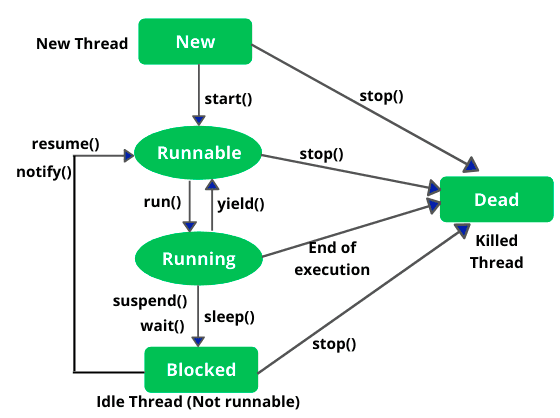 New Thread
New
start()
stop()
resume()
notify()
Runnable
stop()
run()
yield()
Dead
Killed
Thread
Running
End of
execution
suspend()
wait()
sleep()
stop()
Blocked
Idle Thread (Not runnable)